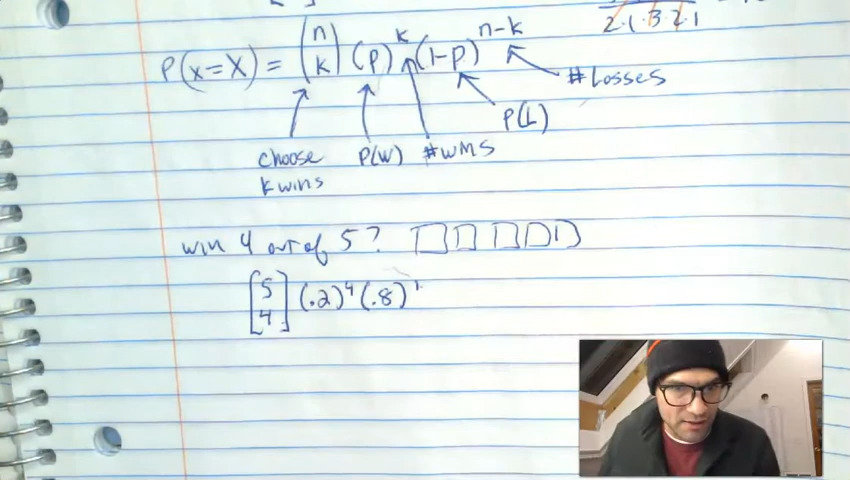 2·1·3·2·1
P(x=X) = (n k) (p)^k (1-p)^n-k
#Losses
P(L)
choose P(W) #wins
k wins
win 4 out of 5?
[5 4] (.2)^4 (.8)^1